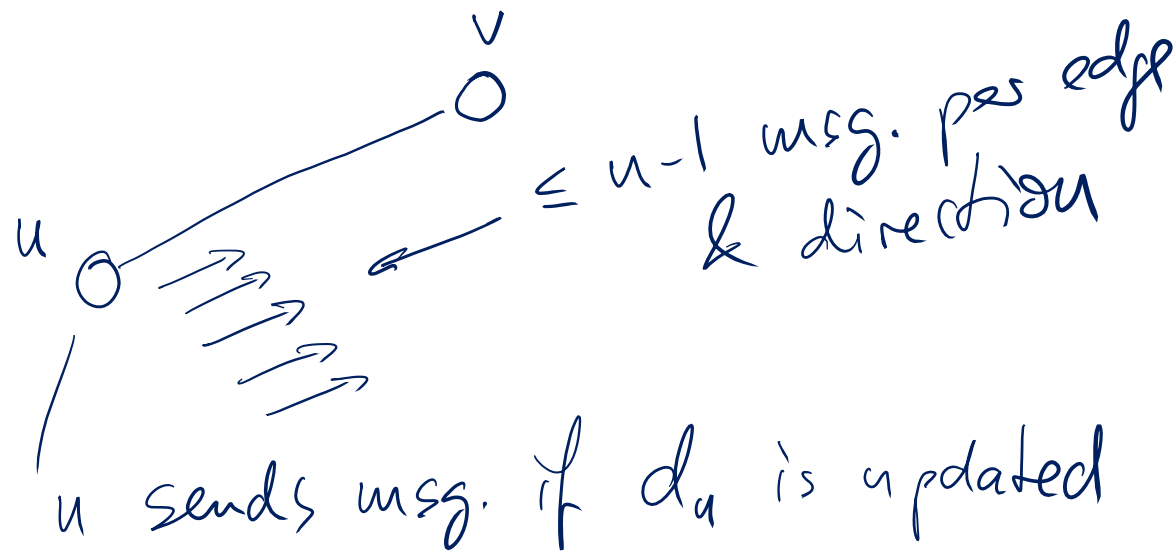 v
≤ n-1 msg. per edge
& direction
u
u sends msg. if d_u is updated